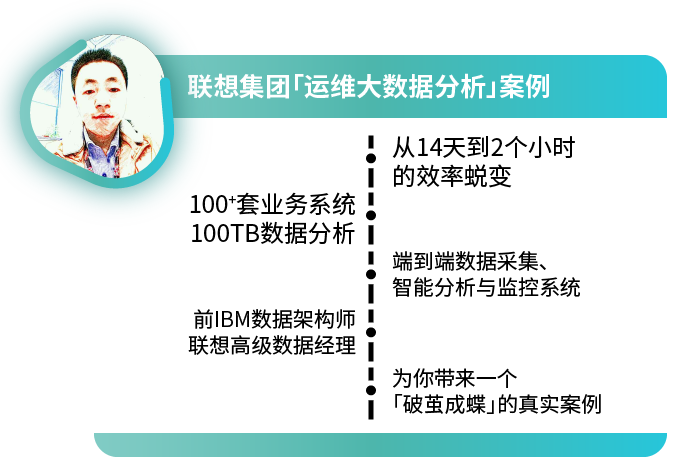 联想集团「运维大数据分析」案例
从14天到2个小时
的效率蜕变
100+套业务系统
100TB数据分析
端到端数据采集、
智能分析与监控系统
前IBM数据架构师
联想高级数据经理
为你带来一个
「破茧成蝶」的真实案例